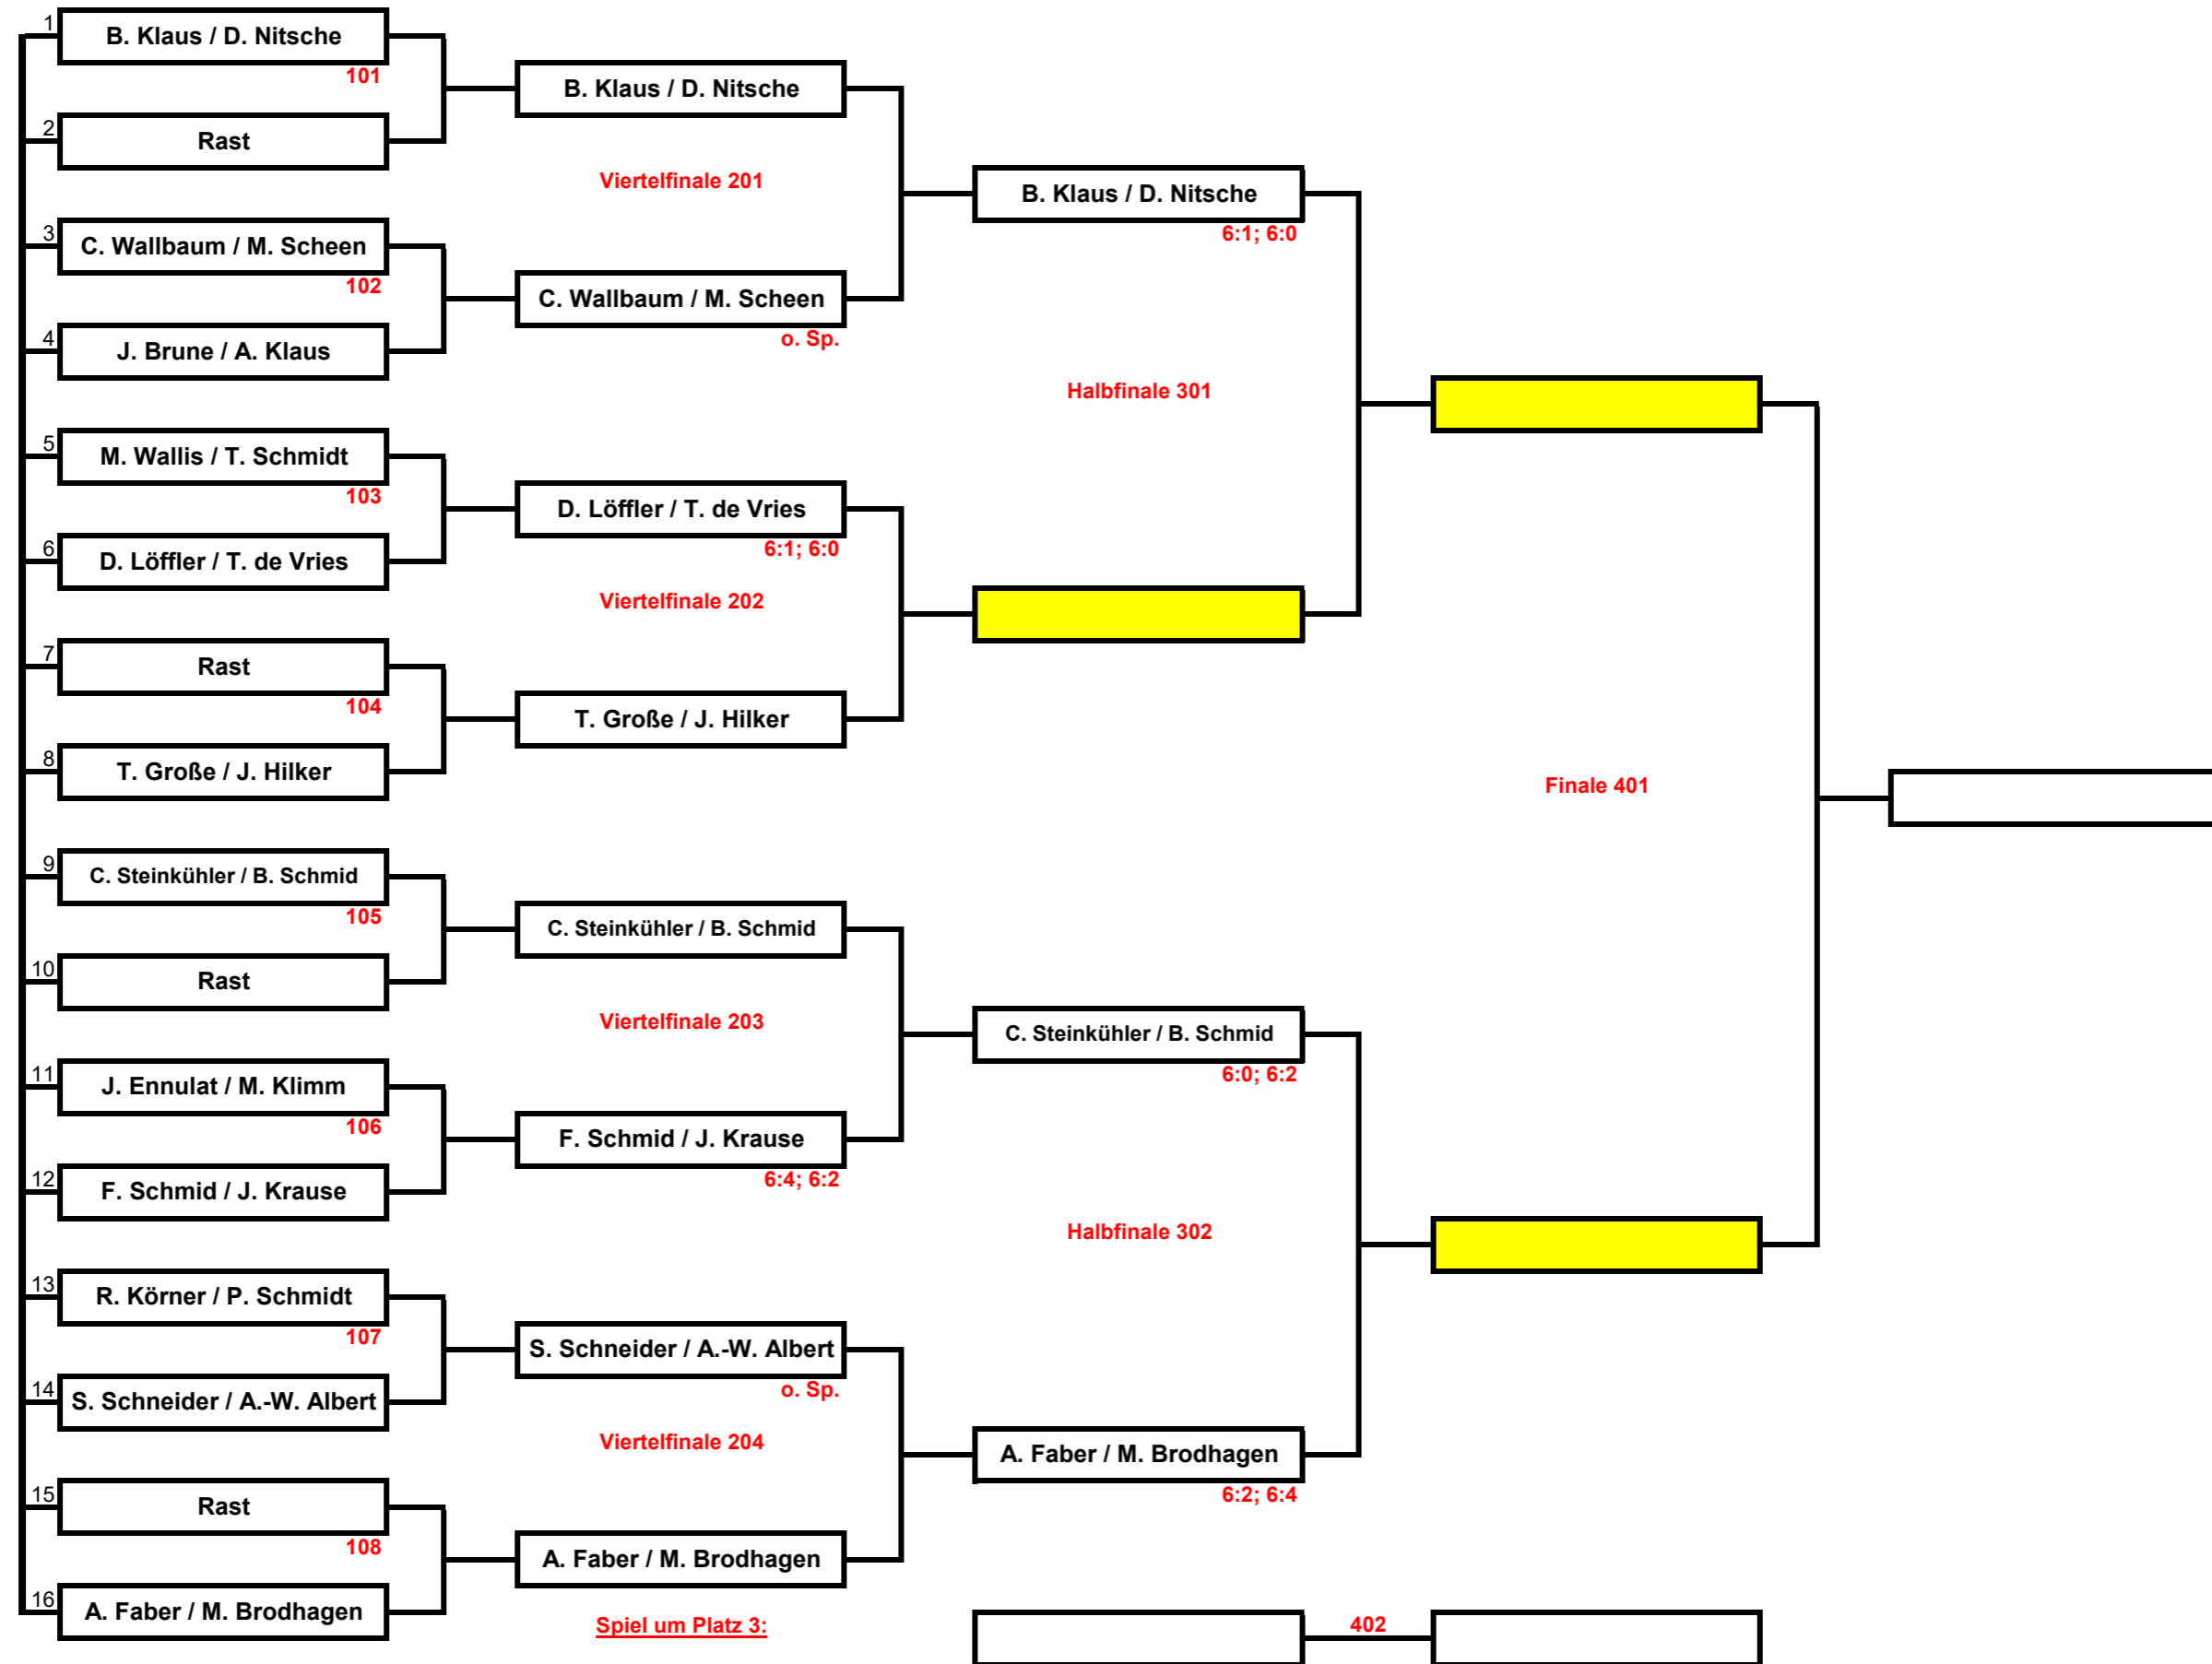 1
B. Klaus / D. Nitsche
101
2
Rast
3
C. Wallbaum / M. Scheen
102
4
J. Brune / A. Klaus
5
M. Wallis / T. Schmidt
103
6
D. Löffler / T. de Vries
7
Rast
104
8
T. Große / J. Hilker
9
C. Steinkühler / B. Schmid
105
10
Rast
11
J. Ennulat / M. Klimm
106
12
F. Schmid / J. Krause
13
R. Körner / P. Schmidt
107
14
S. Schneider / A.-W. Albert
15
Rast
108
16
A. Faber / M. Brodhagen
B. Klaus / D. Nitsche
Viertelfinale 201
C. Wallbaum / M. Scheen
o. Sp.
D. Löffler / T. de Vries
6:1; 6:0
Viertelfinale 202
T. Große / J. Hilker
C. Steinkühler / B. Schmid
Viertelfinale 203
F. Schmid / J. Krause
6:4; 6:2
S. Schneider / A.-W. Albert
o. Sp.
Viertelfinale 204
A. Faber / M. Brodhagen
B. Klaus / D. Nitsche
6:1; 6:0
Halbfinale 301
C. Steinkühler / B. Schmid
6:0; 6:2
Halbfinale 302
A. Faber / M. Brodhagen
6:2; 6:4
Finale 401
Spiel um Platz 3:
402